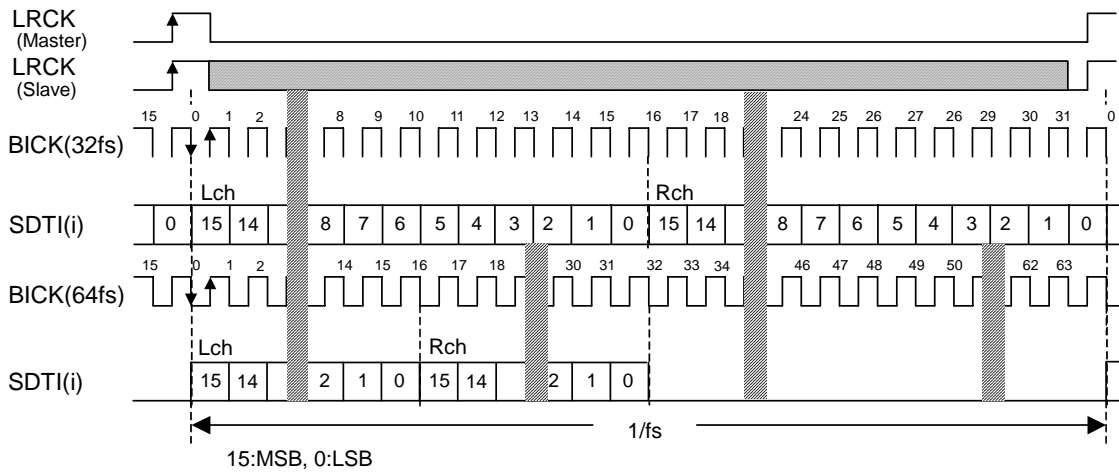 LRCK
(Master)
LRCK
(Slave)
15 0 1 2 8 9 10 11 12 13 14 15 16 17 18 24 25 26 27 26 29 30 31 0
BICK(32fs)
Lch Rch
SDTI(i) 0 15 14 8 7 6 5 4 3 2 1 0 15 14 8 7 6 5 4 3 2 1 0
15 0 1 2 14 15 16 17 18 30 31 32 33 34 46 47 48 49 50 62 63
BICK(64fs)
Lch Rch
SDTI(i) 15 14 2 1 0 15 14 2 1 0
1/fs
15:MSB, 0:LSB